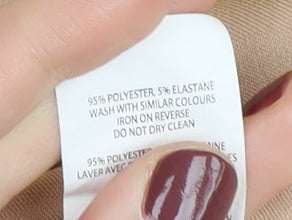 95% POLYESTER, 5% ELASTANE
WASH WITH SIMILAR COLOURS
IRON ON REVERSE
DO NOT DRY CLEAN
95% POLYESTER
LAVER AVEC